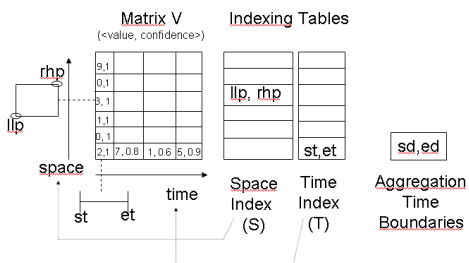 Matrix V
(<value, confidence>)
Indexing Tables
rhp
llp
9,1
0,1
8, 1
1,1
0, 1
2,1 7, 0.8 1, 0.6 5, 0.9
llp, rhp
st,et
sd,ed
space
time
st et
Space
Index
(S)
Time
Index
(T)
Aggregation
Time
Boundaries